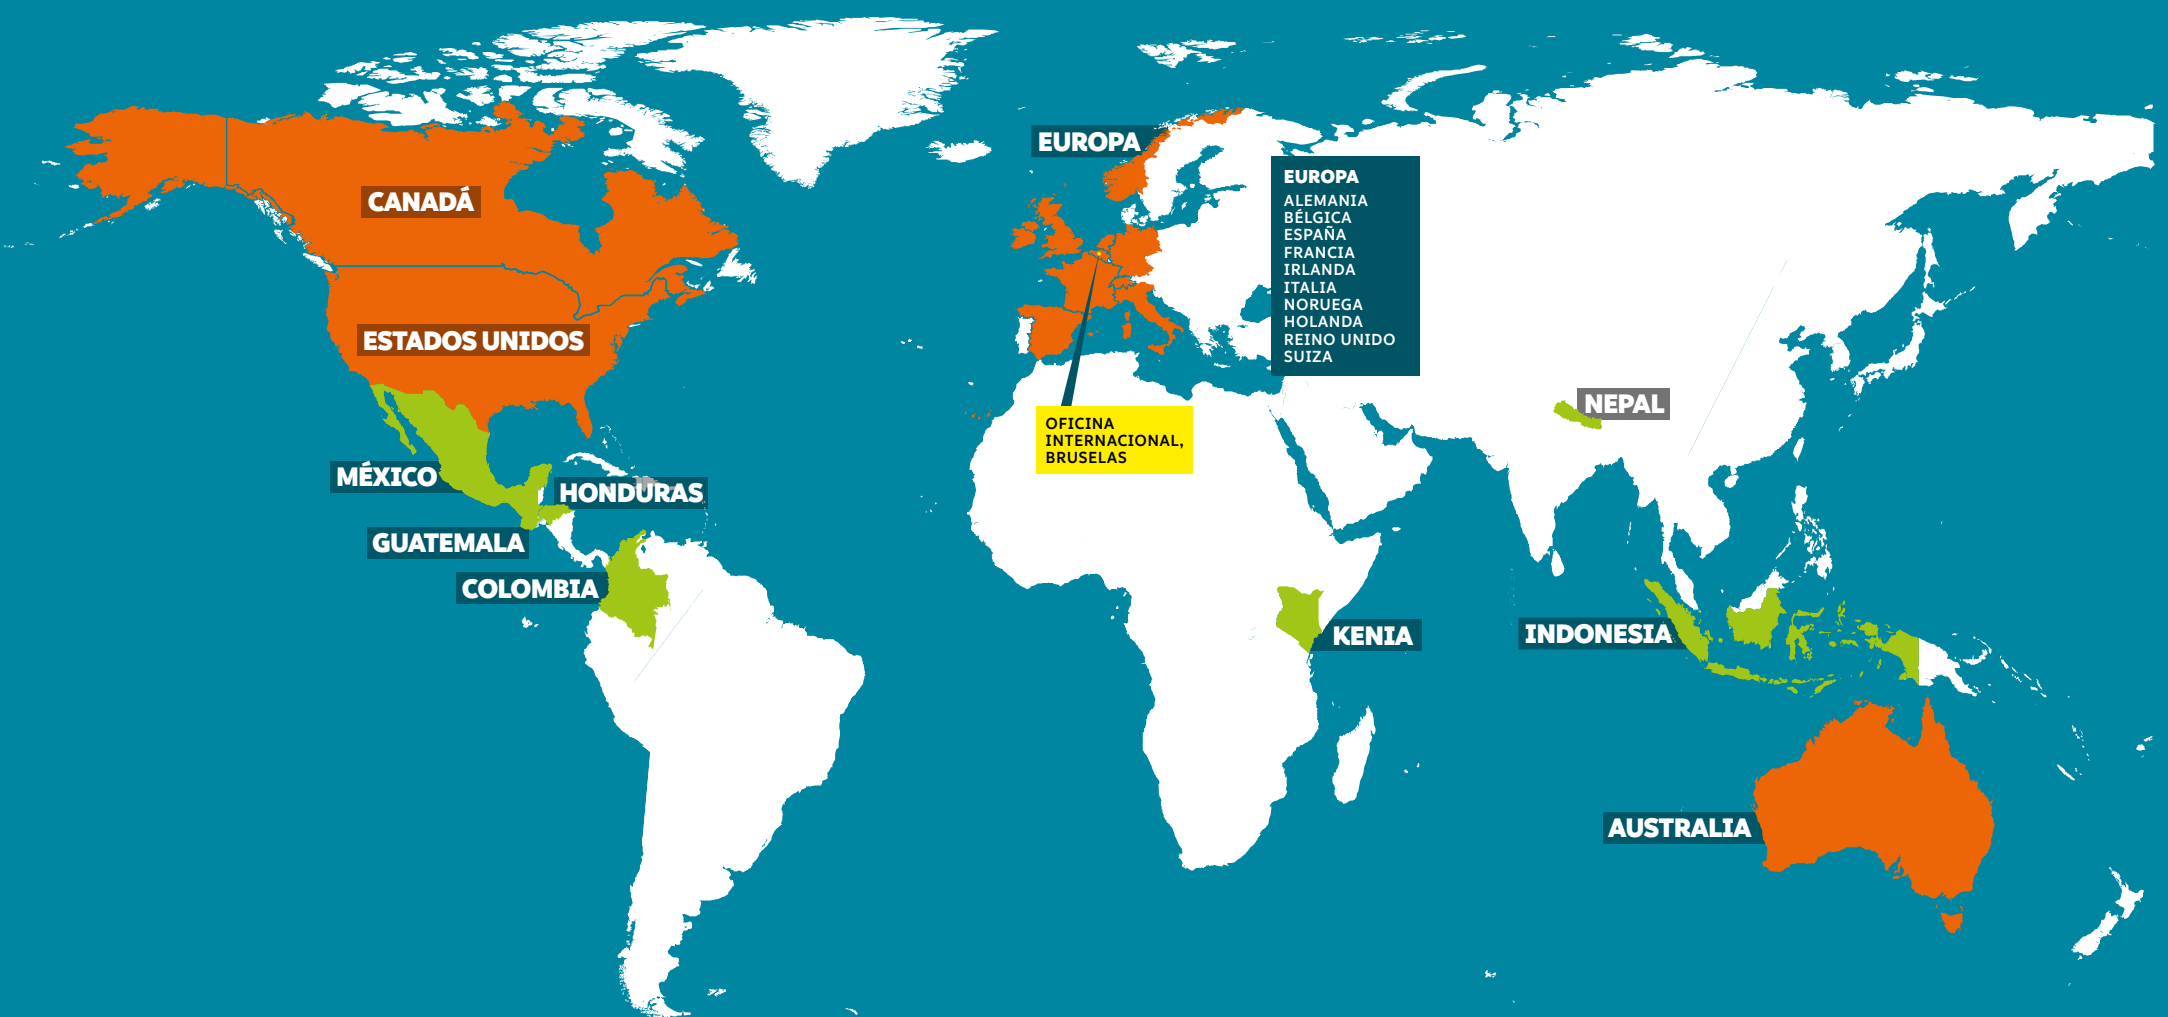 EUROPA
EUROPA
ALEMANIA
BÉLGICA
ESPAÑA
FRANCIA
IRLANDA
ITALIA
NORUEGA
HOLANDA
REINO UNIDO
SUIZA
CANADÁ
ESTADOS UNIDOS
NEPAL
OFICINA
INTERNACIONAL,
BRUSELAS
MÉXICO
HONDURAS
GUATEMALA
COLOMBIA
KENIA
INDONESIA
AUSTRALIA